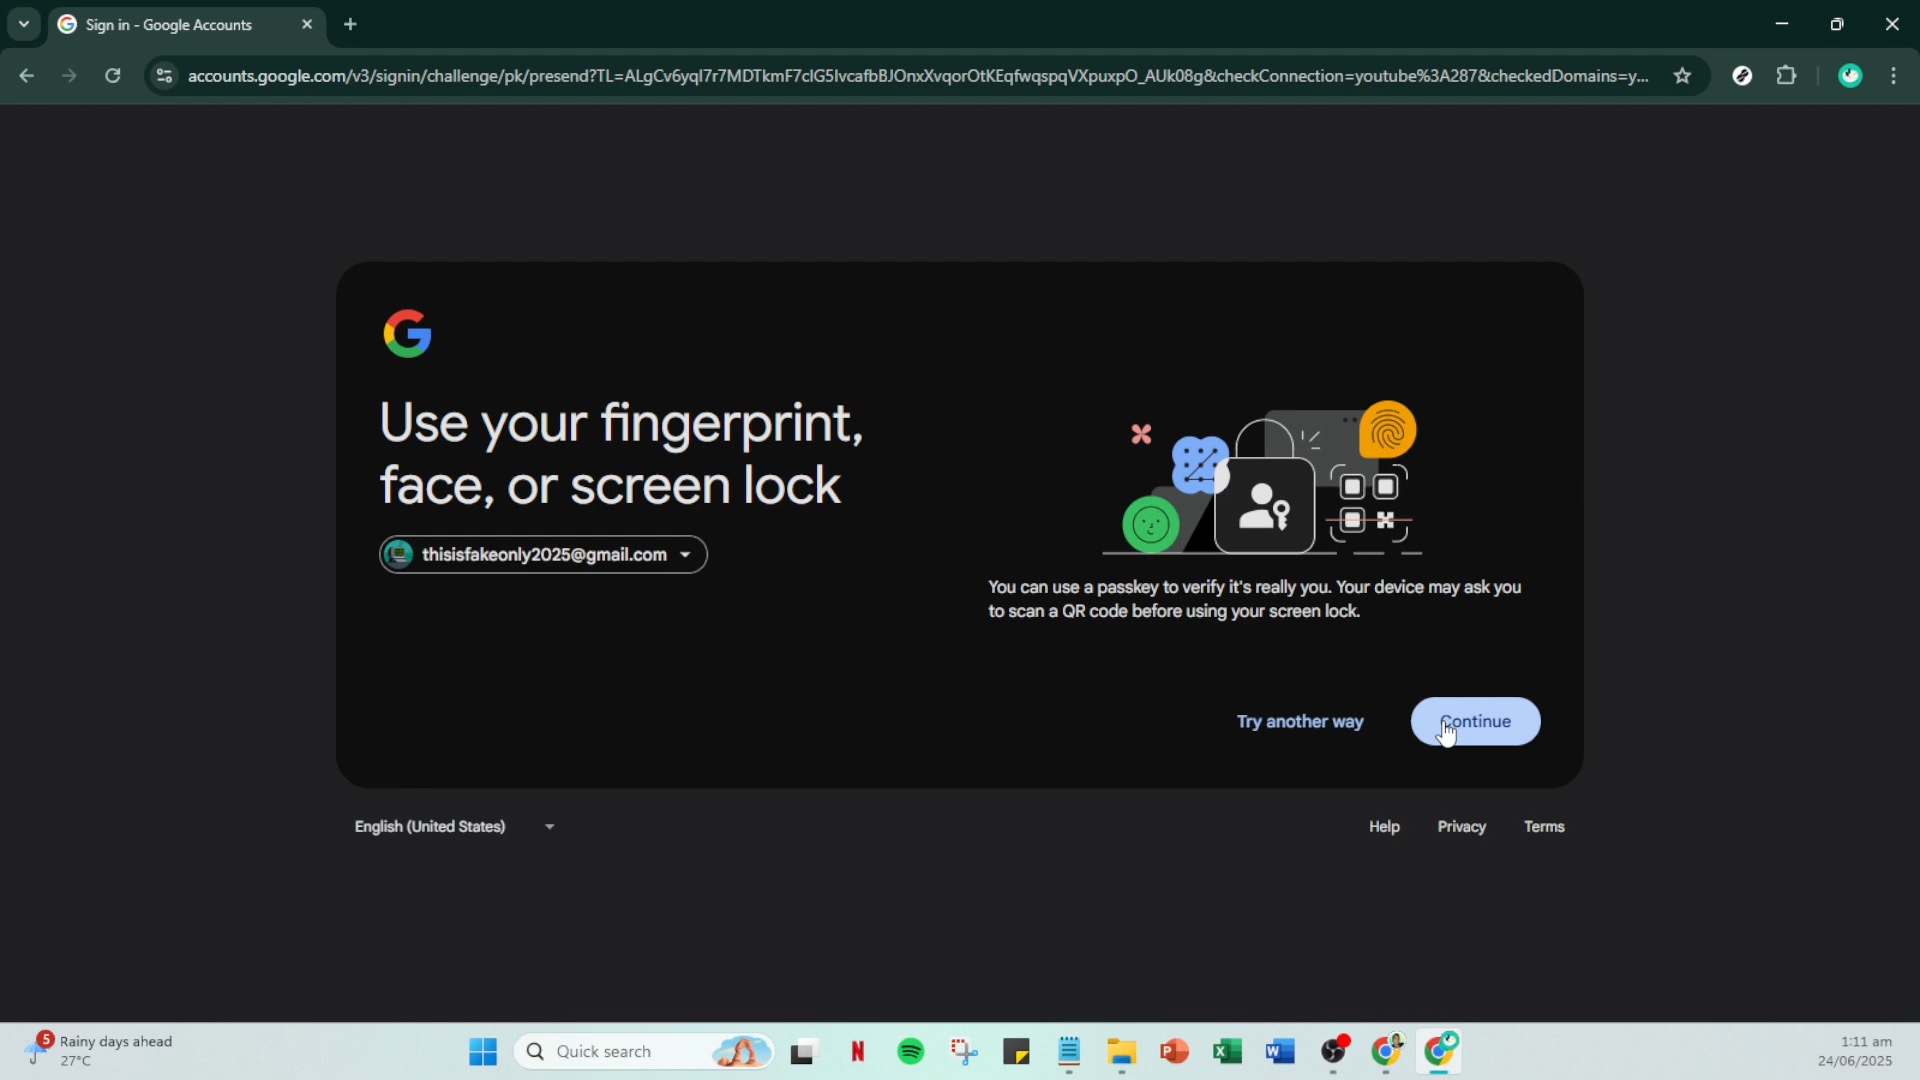 Sign in - Google Accounts
accounts.google.com/v3/signin/challenge/pk/presend?TL=ALgCv6yqI7r7MDTkmF7cIG5IvcafbBJOnxXvqorOtKEqfwqspqVXpuxpO_AUk08g&checkConnection=youtube%3A287&checkedDomains=y...
Use your fingerprint,
face, or screen lock
thisisfakeonly2025@gmail.com
You can use a passkey to verify it's really you. Your device may ask you
to scan a QR code before using your screen lock.
Try another way
Continue
English (United States)
Help
Privacy
Terms
5
Rainy days ahead
27°C
Quick search
1:11 am
24/06/2025